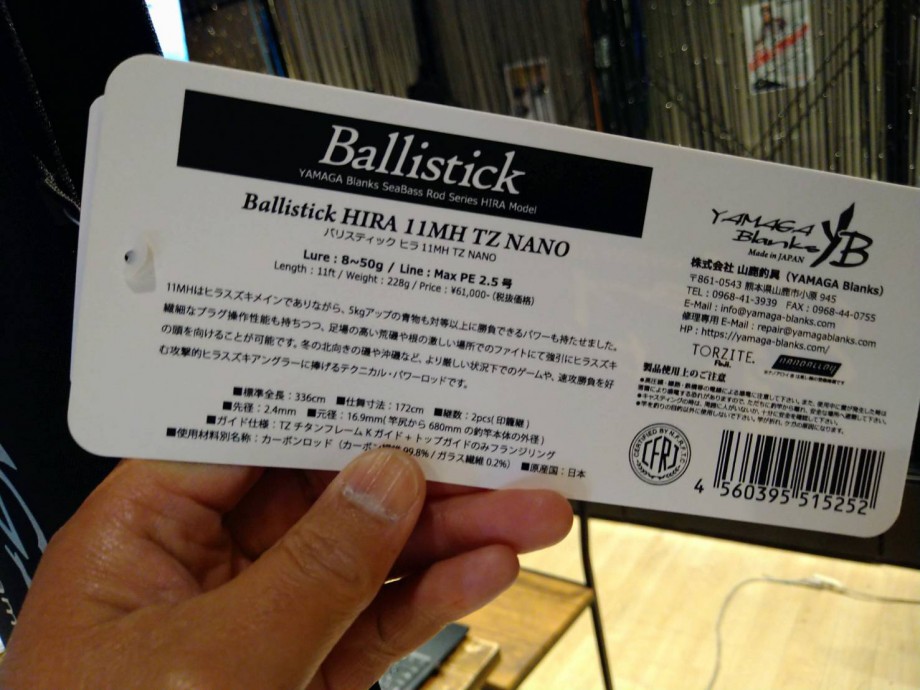 Ballistick
YAMAGA Blanks SeaBass Rod Series HIRA Model
Ballistick HIRA 11MH TZ NANO
バリスティック ヒラ 11MH TZ NANO
Lure : 8~50g / Line : Max PE 2.5 号
Length : 11ft / Weight : 228g / Price : ¥61,000- (税抜価格)
11MHはヒラスズキメインでありながら、5kgアップの青物も対等以上に勝負できるパワーも持たせました。
繊細なプラグ操作性能も持ちつつ、足場の高い荒磯や根の激しい場所でのファイトにて強引にヒラスズキ
の頭を向けることが可能です。冬の北向きの磯や沖磯など、より厳しい状況下でのゲームや、速攻勝負を好
む攻撃的ヒラスズキアングラーに捧げるテクニカル・パワーロッドです。
■標準全長：336cm ■仕舞寸法：172cm ■継数：2pcs( 印籠継 )
■先径：2.4mm ■元径：16.9mm( 竿尻から 680mm の釣竿本体の外径 )
■ガイド仕様：TZ チタンフレーム K ガイド + トップガイドのみフランジリング
■使用材料別名称：カーボンロッド（カーボン 99.8% / ガラス繊維 0.2%） ■原産国：日本
YAMAGA
Blanks
YB
Made in JAPAN
株式会社 山鹿釣具（YAMAGA Blanks）
〒861-0543 熊本県山鹿市小原 945
TEL : 0968-41-3939 FAX : 0968-44-0755
E-Mail : info@yamaga-blanks.com
修理専用 E-Mail : repair@yamagablanks.com
HP : https://yamaga-blanks.com/
TORZITE
Fuji
NANOALLOY
製品使用上のご注意
CERTIFIED BY
CFRJ
4 560395 515252